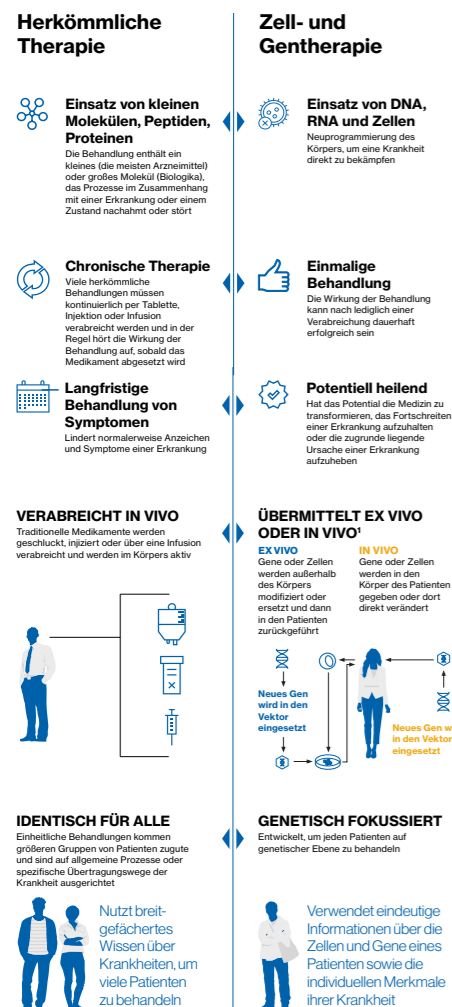 Herkömmliche
Therapie
Zell- und
Gentherapie
Einsatz von kleinen
Molekülen, Peptiden,
Proteinen
Die Behandlung enthält ein
kleines (die meisten Arzneimittel)
oder großes Molekül (Biologika),
das Prozesse im Zusammenhang
mit einer Erkrankung oder einem
Zustand nachahmt oder stört
Einsatz von DNA,
RNA und Zellen
Neuprogrammierung des
Körpers, um eine Krankheit
direkt zu bekämpfen
Chronische Therapie
Viele herkömmliche
Behandlungen müssen
kontinuierlich per Tablette,
Injektion oder Infusion
verabreicht werden und in der
Regel hört die Wirkung der
Behandlung auf, sobald das
Medikament abgesetzt wird
Einmalige
Behandlung
Die Wirkung der Behandlung
kann nach lediglich einer
Verabreichung dauerhaft
erfolgreich sein
Langfristige
Behandlung von
Symptomen
Lindert normalerweise Anzeichen
und Symptome einer Erkrankung
Potentiell heilend
Hat das Potential die Medizin zu
transformieren, das Fortschreiten
einer Erkrankung aufzuhalten
oder die zugrunde liegende
Ursache einer Erkrankung
aufzuheben
VERABREICHT IN VIVO
Traditionelle Medikamente werden
geschluckt, injiziert oder über eine Infusion
verabreicht und werden im Körpers aktiv
ÜBERMITTELT EX VIVO
ODER IN VIVO¹
EX VIVO
Gene oder Zellen
werden außerhalb
des Körpers
modifiziert oder
ersetzt und dann
in den Patienten
zurückgeführt
IN VIVO
Gene oder Zellen
werden in den
Körper des Patienten
gegeben oder dort
direkt verändert
Neues Gen
wird in den
Vektor
eingesetzt
Neues Gen w
in den Vektor
eingesetzt
IDENTISCH FÜR ALLE
Einheitliche Behandlungen kommen
größeren Gruppen von Patienten zugute
und sind auf allgemeine Prozesse oder
spezifische Übertragungswege der
Krankheit ausgerichtet
GENETISCH FOKUSSIERT
Entwickelt, um jeden Patienten auf
genetischer Ebene zu behandeln
Nutzt breit-
gefächertes
Wissen über
Krankheiten, um
viele Patienten
zu behandeln
Verwendet eindeutige
Informationen über die
Zellen und Gene eines
Patienten sowie die
individuellen Merkmale
ihrer Krankheit